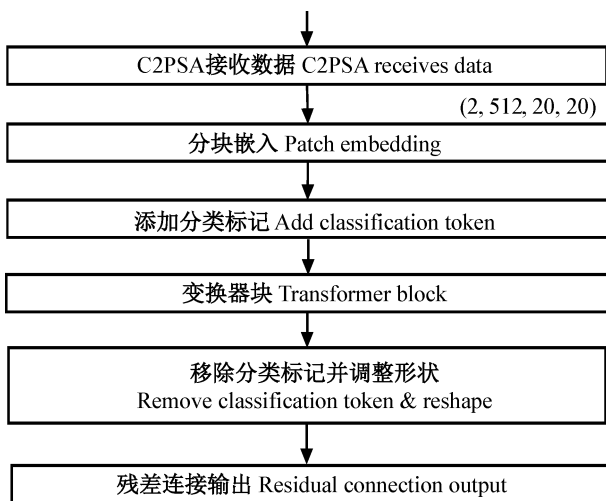 C2PSA接收数据 C2PSA receives data
(2, 512, 20, 20)
分块嵌入 Patch embedding
添加分类标记 Add classification token
变换器块 Transformer block
移除分类标记并调整形状
Remove classification token & reshape
残差连接输出 Residual connection output